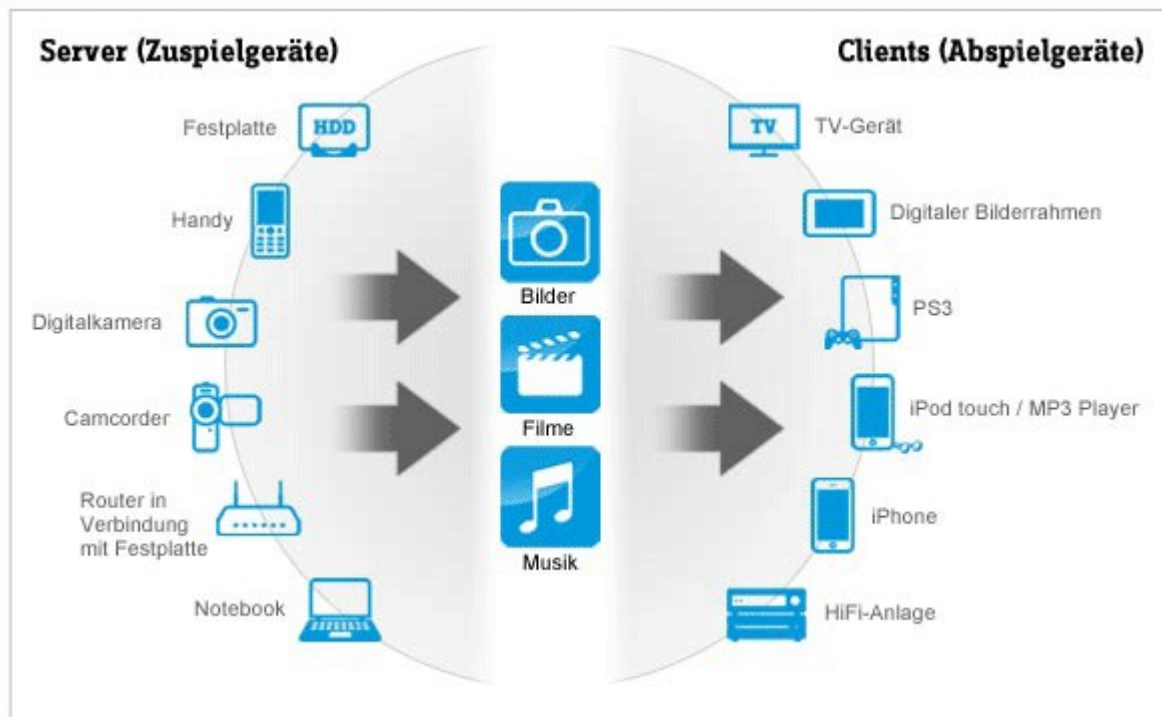 Server (Zuspielgeräte)
Festplatte
HDD
Handy
Digitalkamera
Camcorder
Router in
Verbindung
mit Festplatte
Notebook
Bilder
Filme
Musik
Clients (Abspielgeräte)
TV
TV-Gerät
Digitaler Bilderrahmen
PS3
iPod touch / MP3 Player
iPhone
HiFi-Anlage